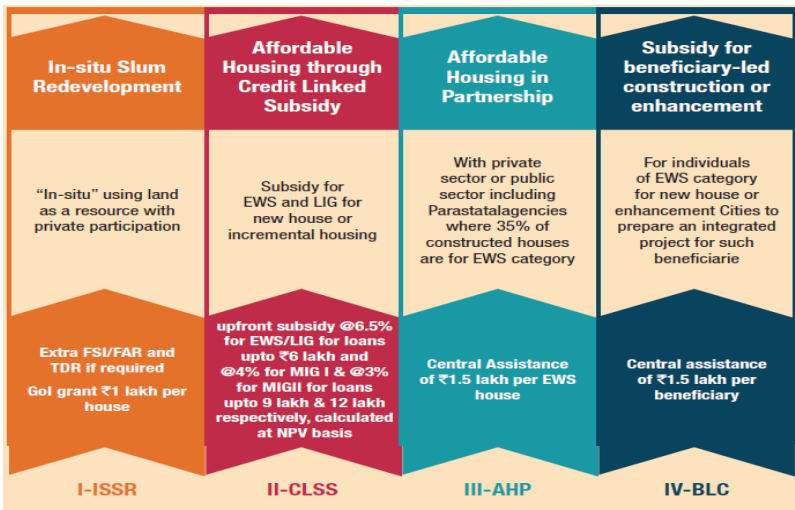 In-situ Slum
Redevelopment
“In-situ” using land
as a resource with
private participation
Extra FSI/FAR and
TDR if required
GoI grant ₹1 lakh per
house
I-ISSR
Affordable
Housing through
Credit Linked
Subsidy
Subsidy for
EWS and LIG for
new house or
incremental housing
upfront subsidy @6.5%
for EWS/LIG for loans
upto ₹6 lakh and
@4% for MIG I & @3%
for MIGII for loans
upto 9 lakh & 12 lakh
respectively, calculated
at NPV basis
II-CLSS
Affordable
Housing in
Partnership
With private
sector or public
sector including
Parastatalagencies
where 35% of
constructed houses
are for EWS category
Central Assistance
of ₹1.5 lakh per EWS
house
III-AHP
Subsidy for
beneficiary-led
construction or
enhancement
For individuals
of EWS category
for new house or
enhancement Cities to
prepare an integrated
project for such
beneficiarie
Central assistance
of ₹1.5 lakh per
beneficiary
IV-BLC